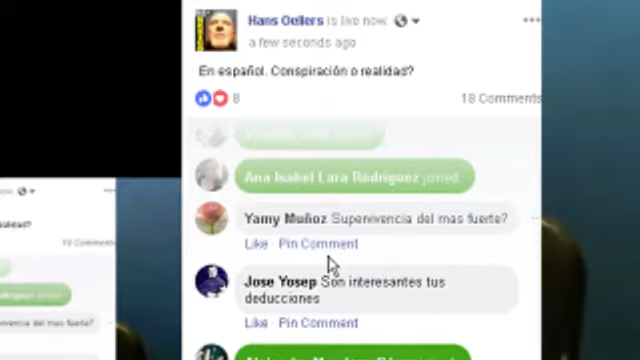 Hans Oellers is live now.
a few seconds ago
En español. Conspiración o realidad?
8
18 Comments
Ana Isabel Lara Rodriguez joined
Yamy Muñoz Supervivencia del mas fuerte?
Like · Pin Comment
Jose Yosep Son interesantes tus
deducciones
Like · Pin Comment